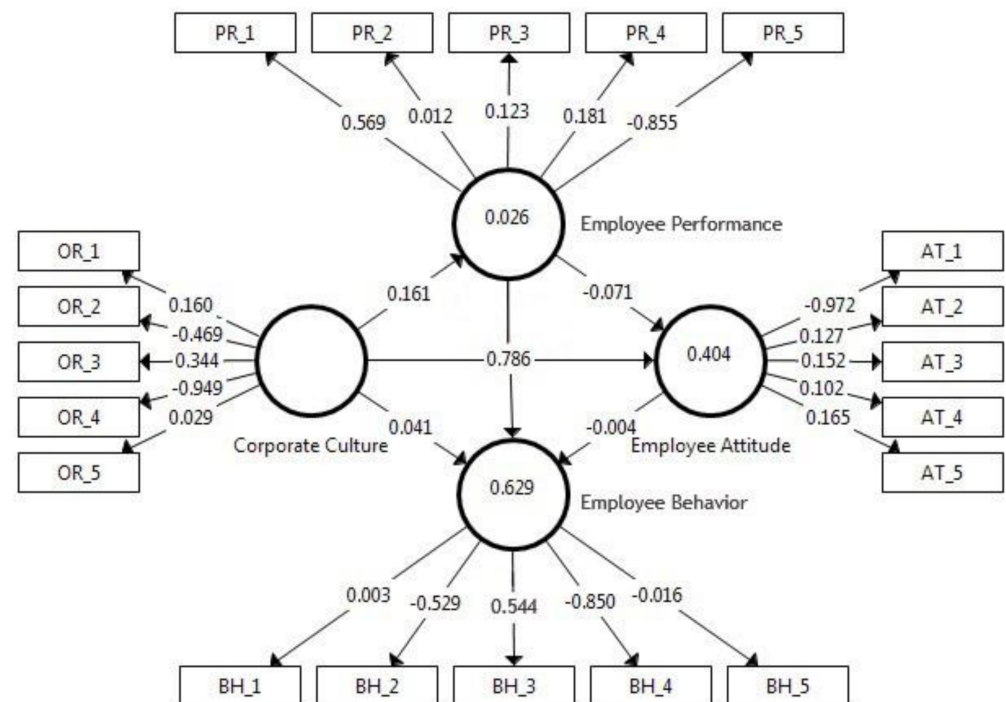 PR_1 PR_2 PR_3 PR_4 PR_5
0.569 0.012 0.123 0.181 -0.855
0.026
Employee Performance
OR_1
OR_2
OR_3
OR_4
OR_5
0.160
-0.469
0.344
-0.949
0.029
Corporate Culture
0.161
-0.071
0.786
0.041
-0.004
0.404
Employee Attitude
-0.972
0.127
0.152
0.102
0.165
AT_1
AT_2
AT_3
AT_4
AT_5
0.629
Employee Behavior
0.003 -0.529 0.544 -0.850 -0.016
BH_1 BH_2 BH_3 BH_4 BH_5